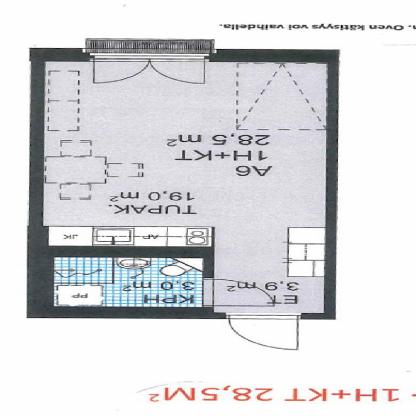 1H+KT 28,5M²
ET
3,9 m²
KPH
3,0 m²
PP
AP
JK
TUPAK.
19,0 m²
A6
1H+KT
28,5 m²
. Oven kätisyys voi vaihdella.